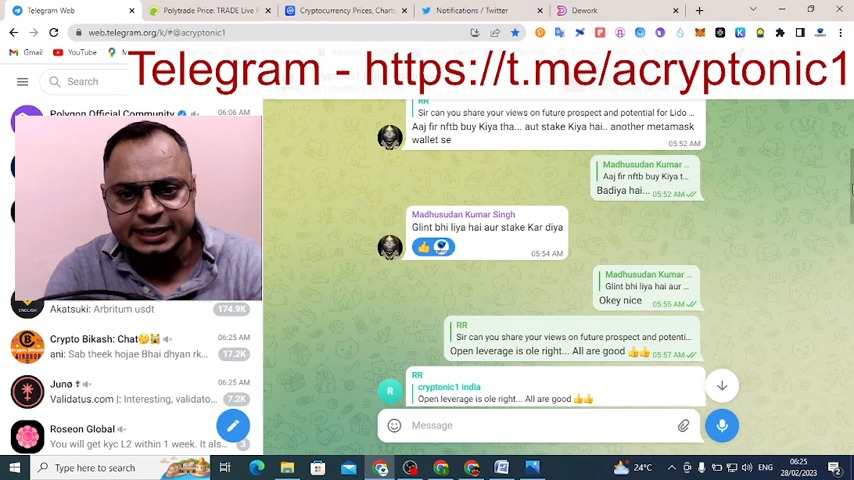 Telegram Web
Polytrade Price: TRADE Live
Cryptocurrency Prices, Charts
Notifications / Twitter
Dework
web.telegram.org/k/#@acryptonic1
Gmail
YouTube
Maps
Telegram - https://t.me/acryptonic1
Search
Polygon Official Community
06:06 AM
RR
Sir can you share your views on future prospect and potential for Lido ...
Aaj fir nftb buy Kiya tha... aut stake Kiya hai.. another metamask
wallet se
05:52 AM
Madhusudan Kumar ...
Aaj fir nftb buy Kiya t...
Badiya hai...
05:52 AM
Madhusudan Kumar Singh
Glint bhi liya hai aur stake Kar diya
05:54 AM
Madhusudan Kumar ...
Glint bhi liya hai aur ...
Okey nice
05:55 AM
RR
Sir can you share your views on future prospect and potenti...
Open leverage is ole right... All are good 👍👍
05:57 AM
RR
cryptonic1 india
Open leverage is ole right... All are good 👍👍
Message
ENGLISH
Akatsuki: Arbritum usdt
174.9K
Crypto Bikash: Chat
06:25 AM
ani: Sab theek hojae Bhai dhyan rk...
17.2K
Junø
06:25 AM
Validatus.com |: Interesting, validato...
7.2K
Roseon Global
You will get kyc L2 within 1 week. It al...
Type here to search
24°C
ENG
06:25
28/02/2023